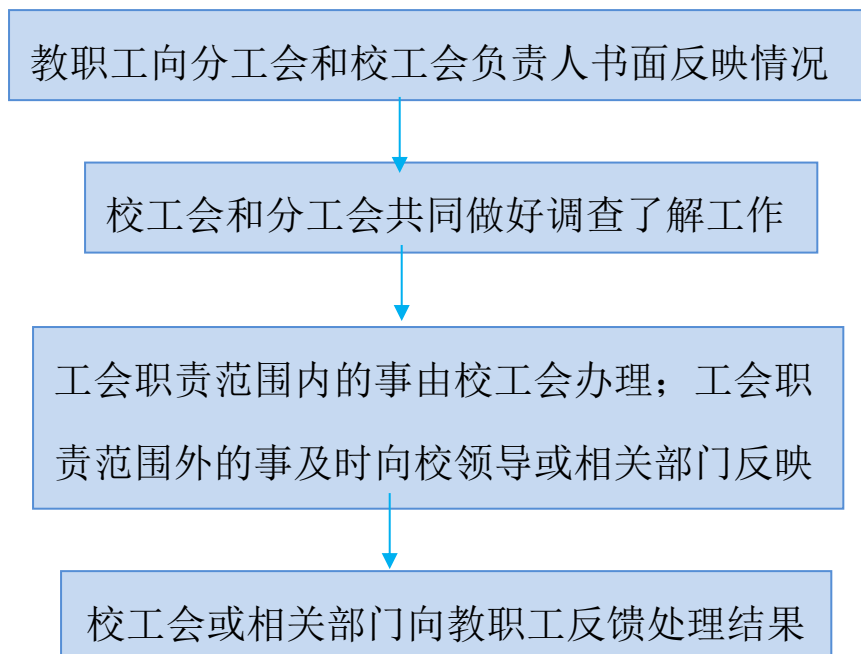 教职工向分工会和校工会负责人书面反映情况
校工会和分工会共同做好调查了解工作
工会职责范围内的事由校工会办理；工会职
责范围外的事及时向校领导或相关部门反映
校工会或相关部门向教职工反馈处理结果